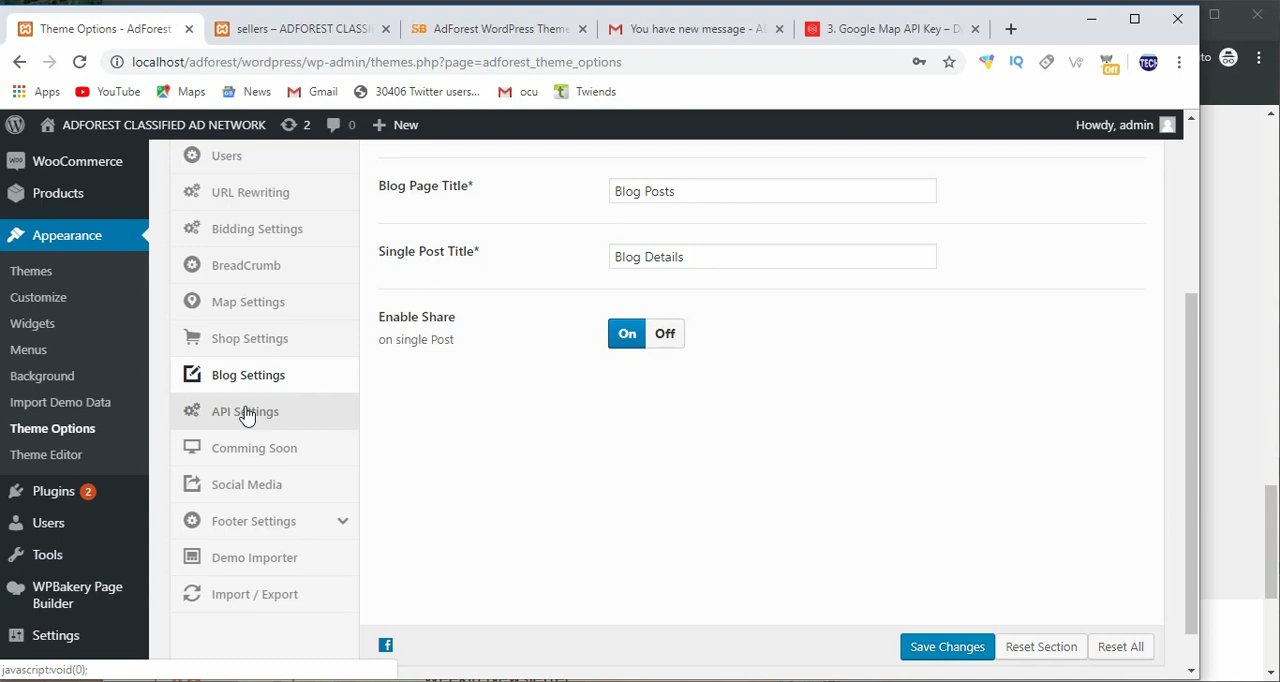 Theme Options - AdForest
sellers – ADFOREST CLASSI
AdForest WordPress Theme
You have new message - A
3. Google Map API Key – D
localhost/adforest/wordpress/wp-admin/themes.php?page=adforest_theme_options
Off
TECH
Apps
YouTube
Maps
News
Gmail
30406 Twitter users...
ocu
Twiends
ADFOREST CLASSIFIED AD NETWORK
2
0
New
Howdy, admin
WooCommerce
Products
Appearance
Themes
Customize
Widgets
Menus
Background
Import Demo Data
Theme Options
Theme Editor
Plugins 2
Users
Tools
WPBakery Page
Builder
Settings
Users
URL Rewriting
Bidding Settings
BreadCrumb
Map Settings
Shop Settings
Blog Settings
API Settings
Comming Soon
Social Media
Footer Settings
Demo Importer
Import / Export
Blog Page Title*
Blog Posts
Single Post Title*
Blog Details
Enable Share
on single Post
On Off
Save Changes
Reset Section
Reset All
javascript:void(0);